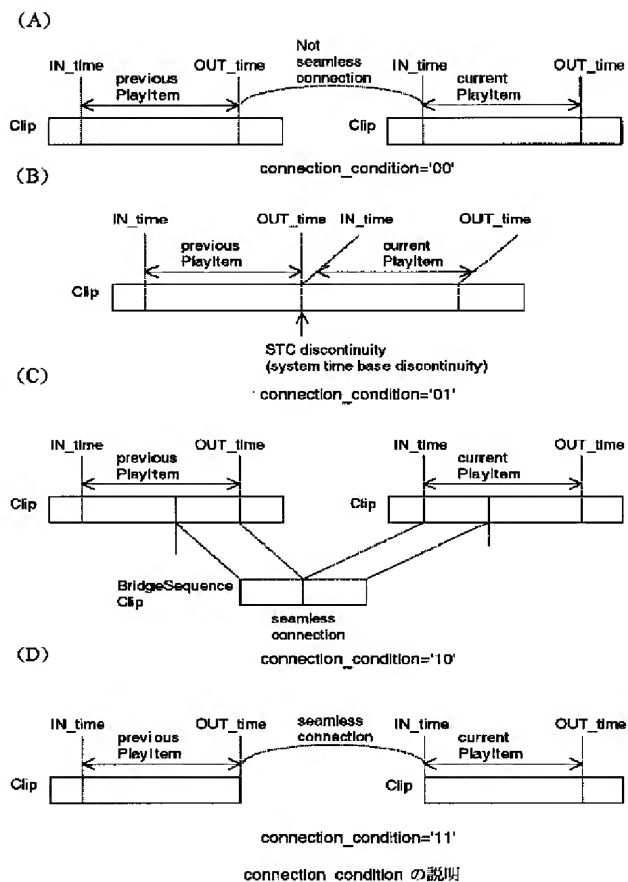 (A)
Not
seamless
connection
IN_time
OUT_time
IN_time
OUT_time
previous
PlayItem
current
PlayItem
Clip
Clip
connection_condition='00'
(B)
IN_time
OUT_time
IN_time
OUT_time
previous
PlayItem
current
PlayItem
Clip
STC discontinuity
(system time base discontinuity)
connection_condition='01'
(C)
IN_time
OUT_time
IN_time
OUT_time
previous
PlayItem
current
PlayItem
Clip
Clip
BridgeSequence
Clip
seamless
connection
connection_condition='10'
(D)
IN_time
OUT_time
seamless
connection
IN_time
OUT_time
previous
PlayItem
current
PlayItem
Clip
Clip
connection_condition='11'
connection_condition の説明